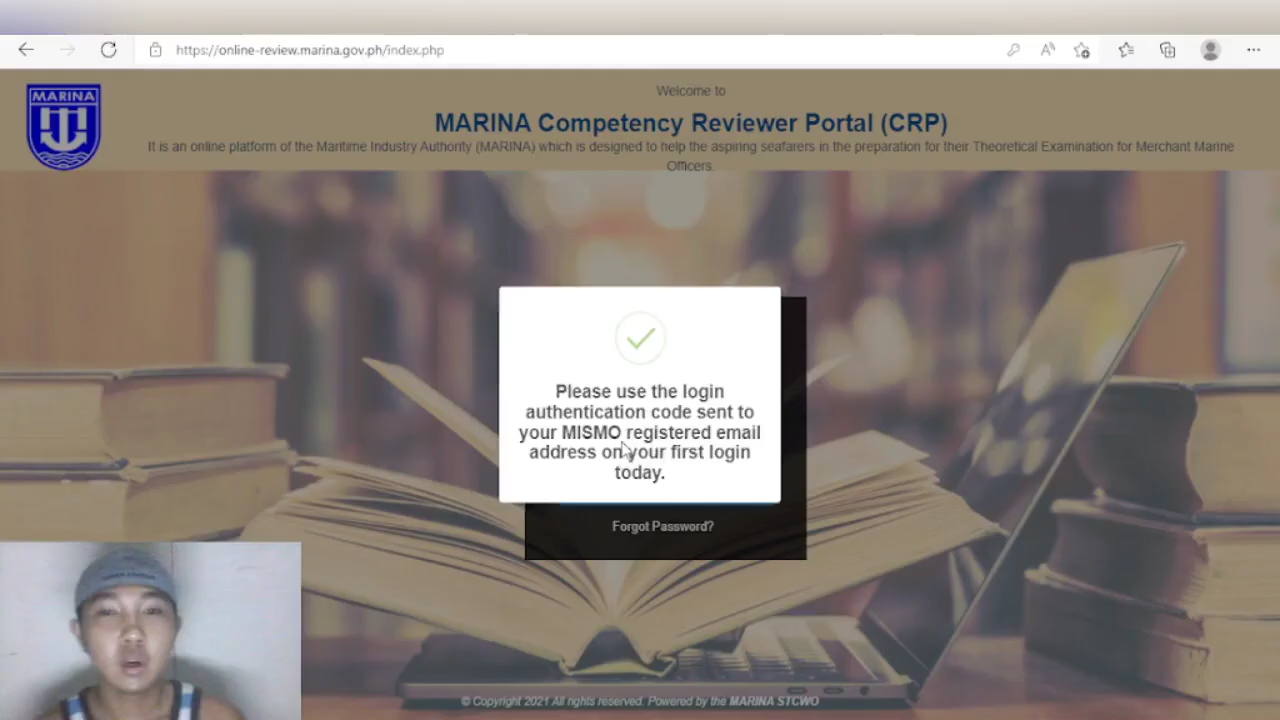 https://online-review.marina.gov.ph/index.php
MARINA
Welcome to
MARINA Competency Reviewer Portal (CRP)
It is an online platform of the Maritime Industry Authority (MARINA) which is designed to help the aspiring seafarers in the preparation for their Theoretical Examination for Merchant Marine
Officers.
Please use the login
authentication code sent to
your MISMO registered email
address on your first login
today.
Forgot Password?
© Copyright 2021 All rights reserved. Powered by the MARINA STCWO